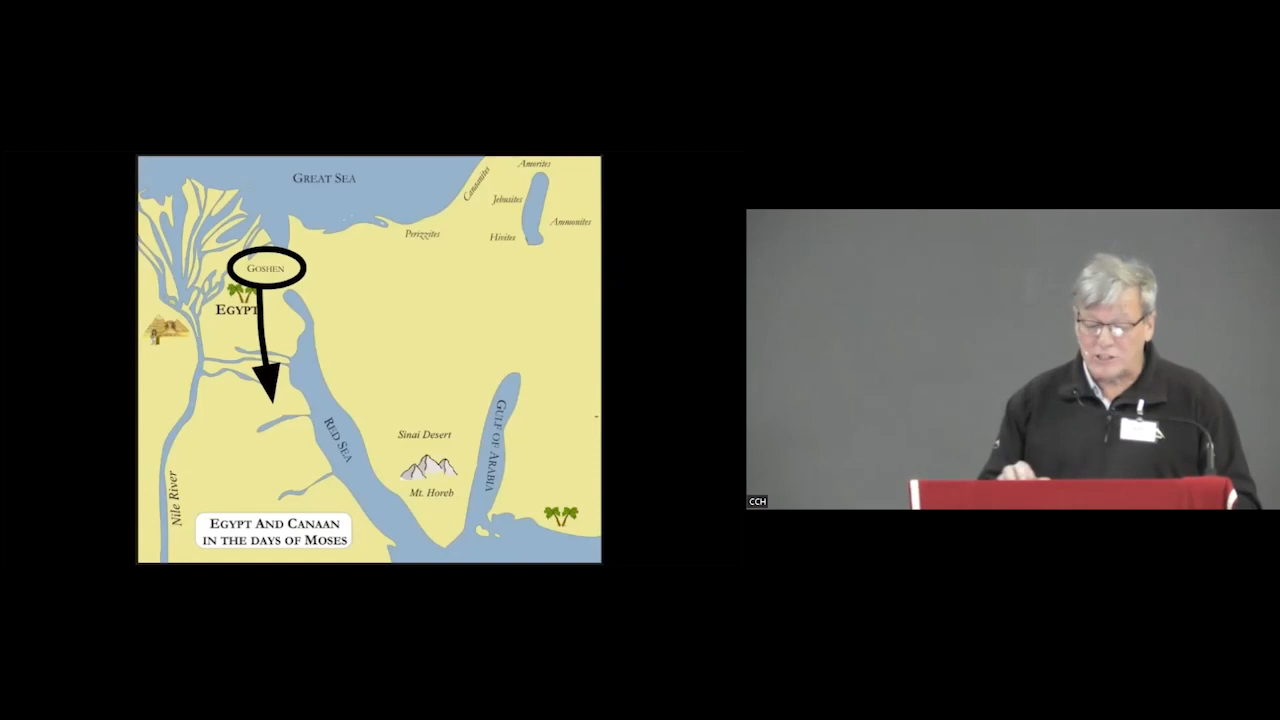 GREAT SEA
Amorites
Canaanites
Jebusites
Ammonites
Perizzites
Hivites
GOSHEN
EGYPT
RED SEA
GULF OF ARABIA
Sinai Desert
Mt. Horeb
Nile River
EGYPT AND CANAAN
IN THE DAYS OF MOSES
CCH